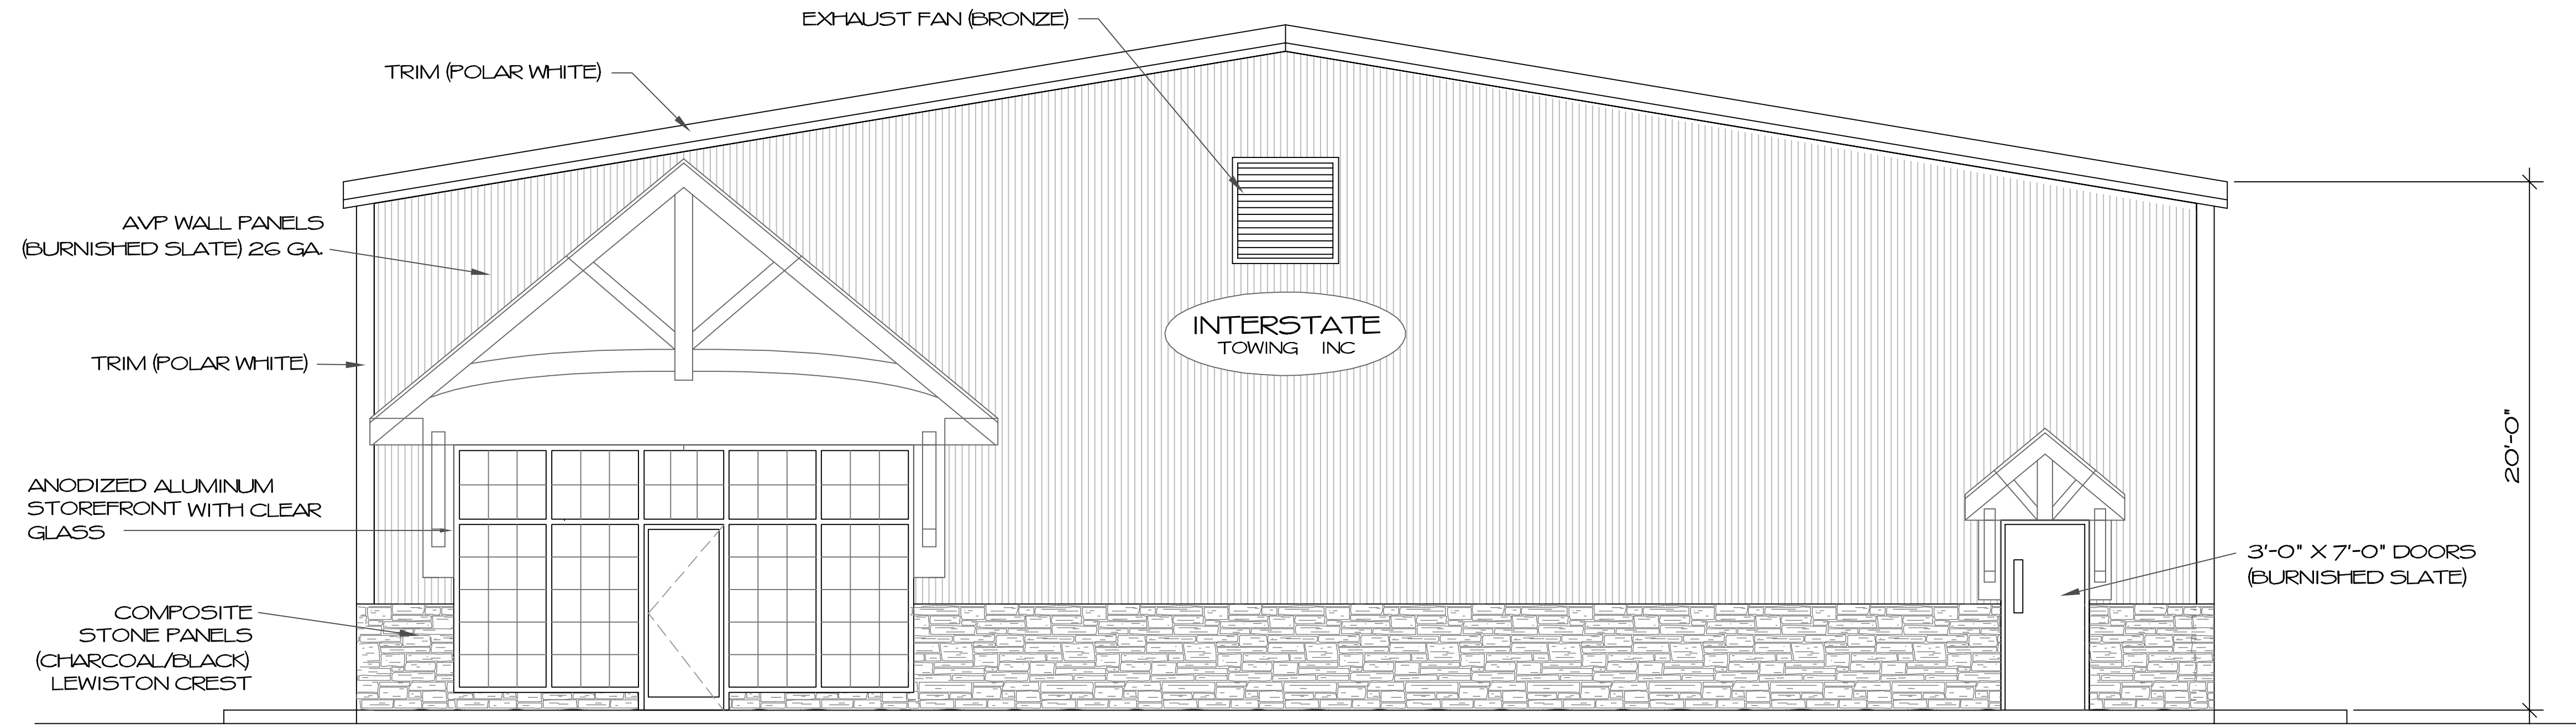 EXHAUST FAN (BRONZE)
TRIM (POLAR WHITE)
AVP WALL PANELS
(BURNISHED SLATE) 26 GA.
INTERSTATE
TOWING INC
TRIM (POLAR WHITE)
20'-0"
ANODIZED ALUMINUM
STOREFRONT WITH CLEAR
GLASS
3'-0" X 7'-0" DOORS
(BURNISHED SLATE)
COMPOSITE
STONE PANELS
(CHARCOAL/BLACK)
LEWISTON CREST